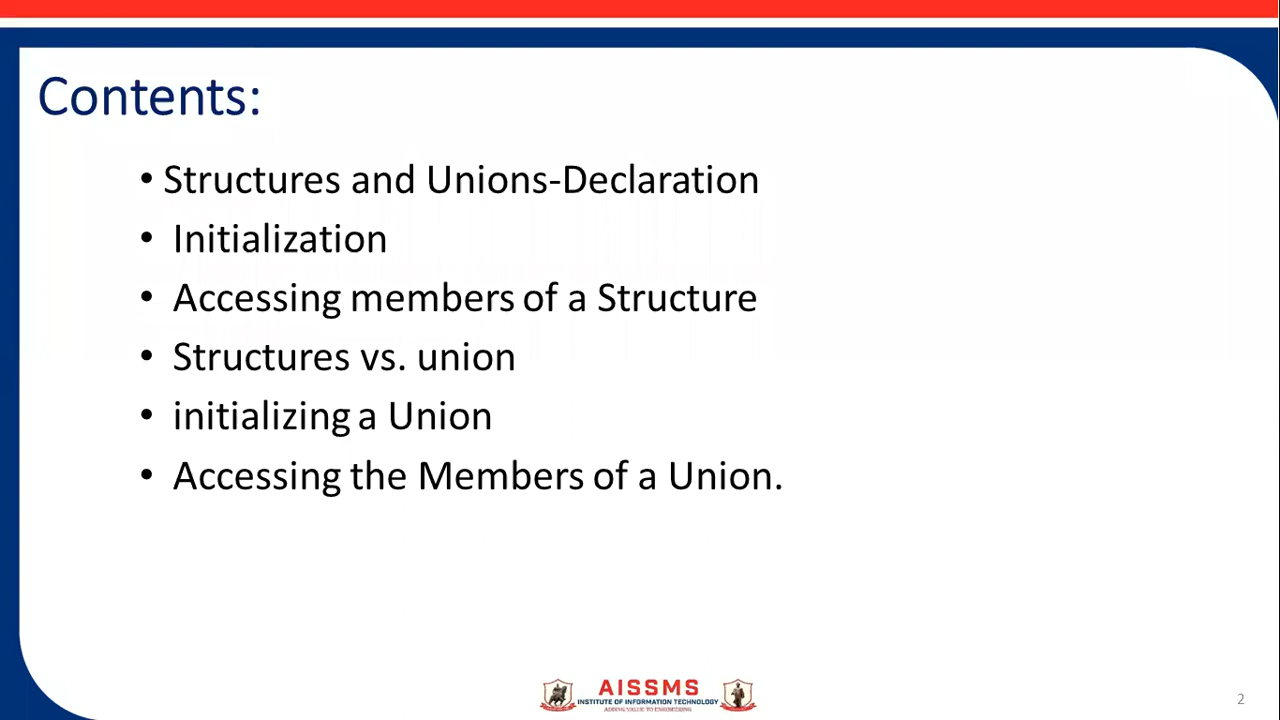 Contents:
• Structures and Unions-Declaration
• Initialization
• Accessing members of a Structure
• Structures vs. union
• initializing a Union
• Accessing the Members of a Union.
AISSMS
INSTITUTE OF INFORMATION TECHNOLOGY
ADDING VALUE TO ENGINEERING
2